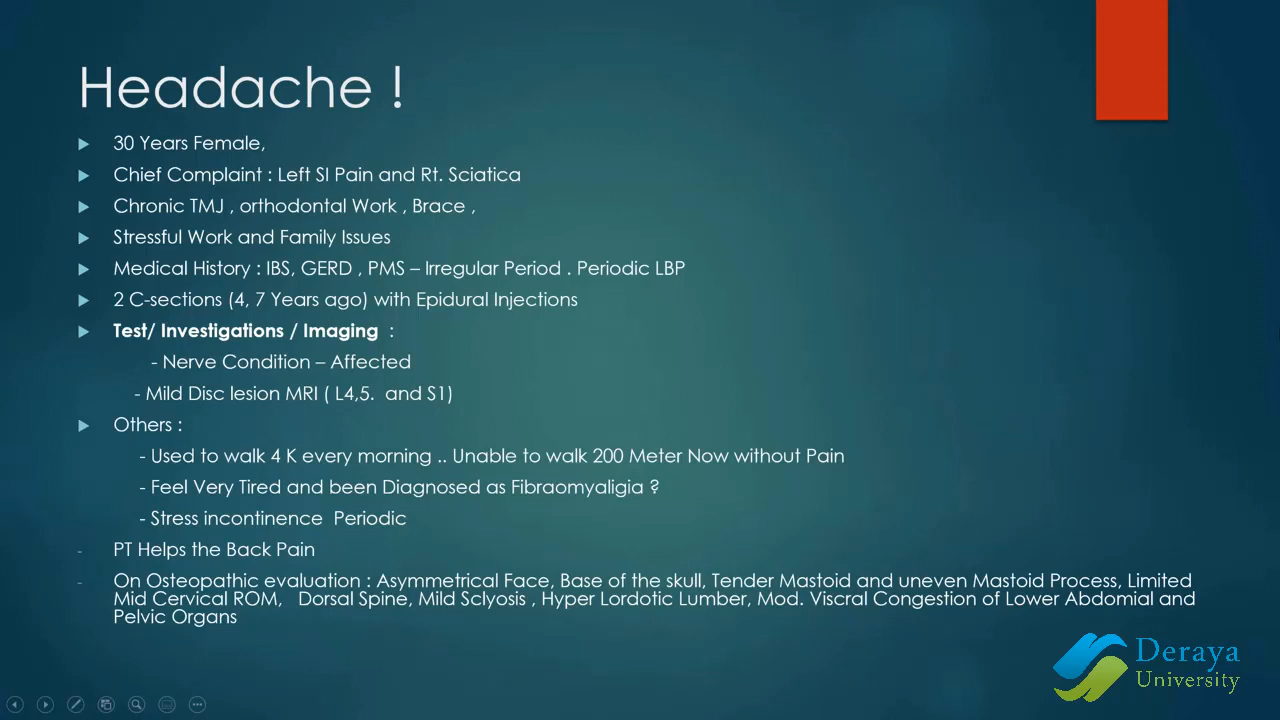 Headache !
30 Years Female,
Chief Complaint : Left SI Pain and Rt. Sciatica
Chronic TMJ , orthodontal Work , Brace ,
Stressful Work and Family Issues
Medical History : IBS, GERD , PMS – Irregular Period . Periodic LBP
2 C-sections (4, 7 Years ago) with Epidural Injections
Test/ Investigations / Imaging :
- Nerve Condition – Affected
- Mild Disc lesion MRI ( L4,5. and S1)
Others :
- Used to walk 4 K every morning .. Unable to walk 200 Meter Now without Pain
- Feel Very Tired and been Diagnosed as Fibraomyaligia ?
- Stress incontinence Periodic
- PT Helps the Back Pain
- On Osteopathic evaluation : Asymmetrical Face, Base of the skull, Tender Mastoid and uneven Mastoid Process, Limited
Mid Cervical ROM, Dorsal Spine, Mild Sclyosis , Hyper Lordotic Lumber, Mod. Viscral Congestion of Lower Abdomial and
Pelvic Organs
Deraya
University